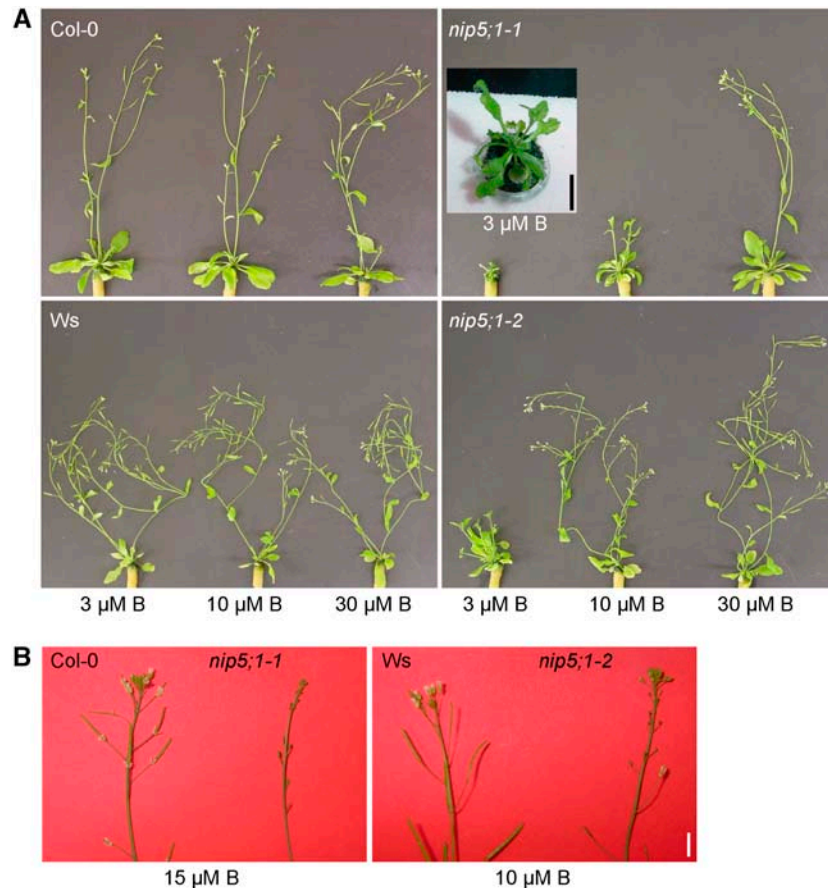 A
Col-0
nip5;1-1
3 µM B
Ws
nip5;1-2
3 µM B 10 µM B 30 µM B 3 µM B 10 µM B 30 µM B
B
Col-0 nip5;1-1 Ws nip5;1-2
15 µM B 10 µM B